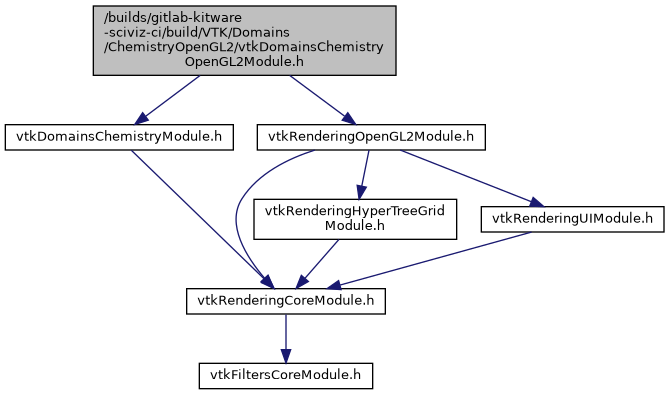 /builds/gitlab-kitware
-sciviz-ci/build/VTK/Domains
/ChemistryOpenGL2/vtkDomainsChemistry
OpenGL2Module.h
vtkDomainsChemistryModule.h
vtkRenderingOpenGL2Module.h
vtkRenderingHyperTreeGrid
Module.h
vtkRenderingUIModule.h
vtkRenderingCoreModule.h
vtkFiltersCoreModule.h